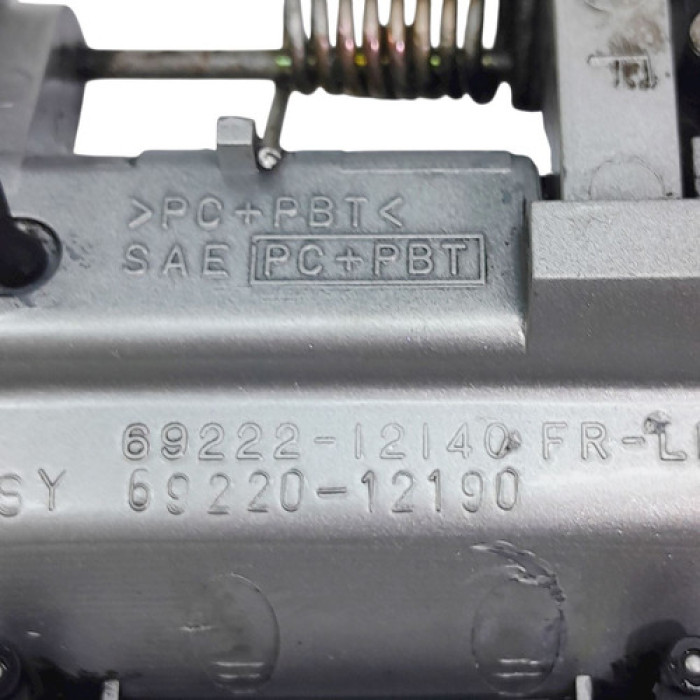 >PC+PBT<
SAE PC+PBT
69222-12140 FR-L
SY 69220-12190